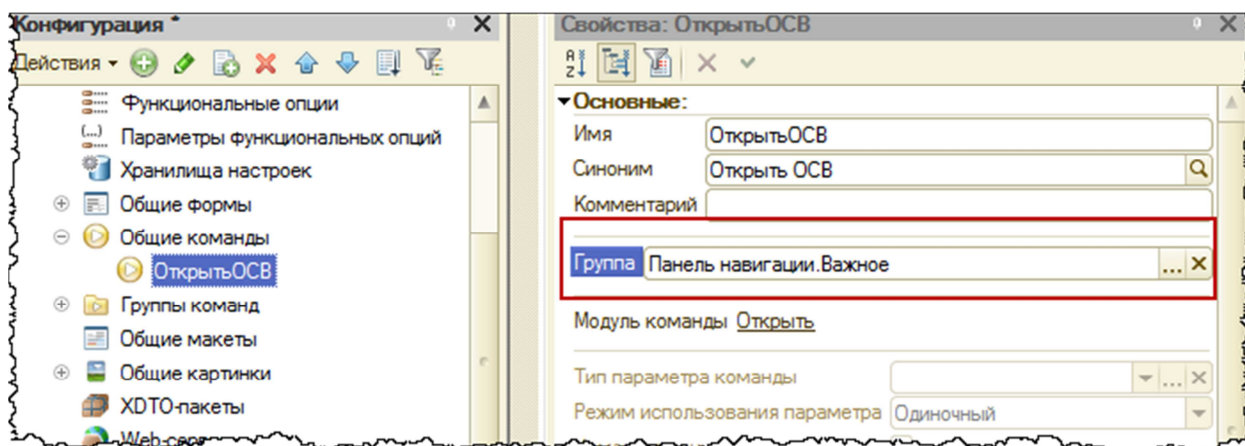 Конфигурация *
Действия
Функциональные опции
(...) Параметры функциональных опций
Хранилища настроек
Общие формы
Общие команды
ОткрытьОСВ
Группы команд
Общие макеты
Общие картинки
XDTO-пакеты
Свойства: ОткрытьОСВ
Основные:
Имя ОткрытьОСВ
Синоним Открыть ОСВ
Комментарий
Группа Панель навигации.Важное ...
Модуль команды Открыть
Тип параметра команды ...
Режим использования параметра Одиночный